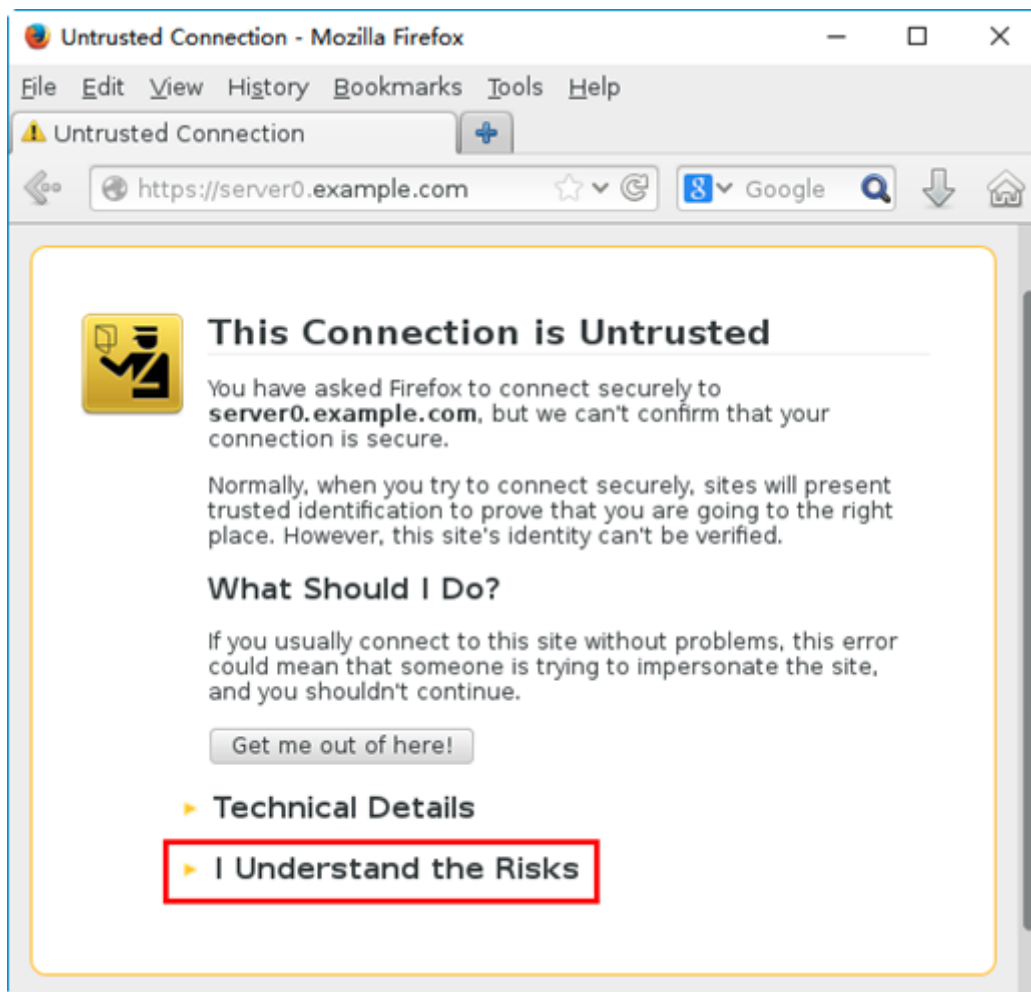 Untrusted Connection - Mozilla Firefox
File Edit View History Bookmarks Tools Help
Untrusted Connection
https://server0.example.com
Google
This Connection is Untrusted
You have asked Firefox to connect securely to
server0.example.com, but we can't confirm that your
connection is secure.
Normally, when you try to connect securely, sites will present
trusted identification to prove that you are going to the right
place. However, this site's identity can't be verified.
What Should I Do?
If you usually connect to this site without problems, this error
could mean that someone is trying to impersonate the site,
and you shouldn't continue.
Get me out of here!
Technical Details
I Understand the Risks